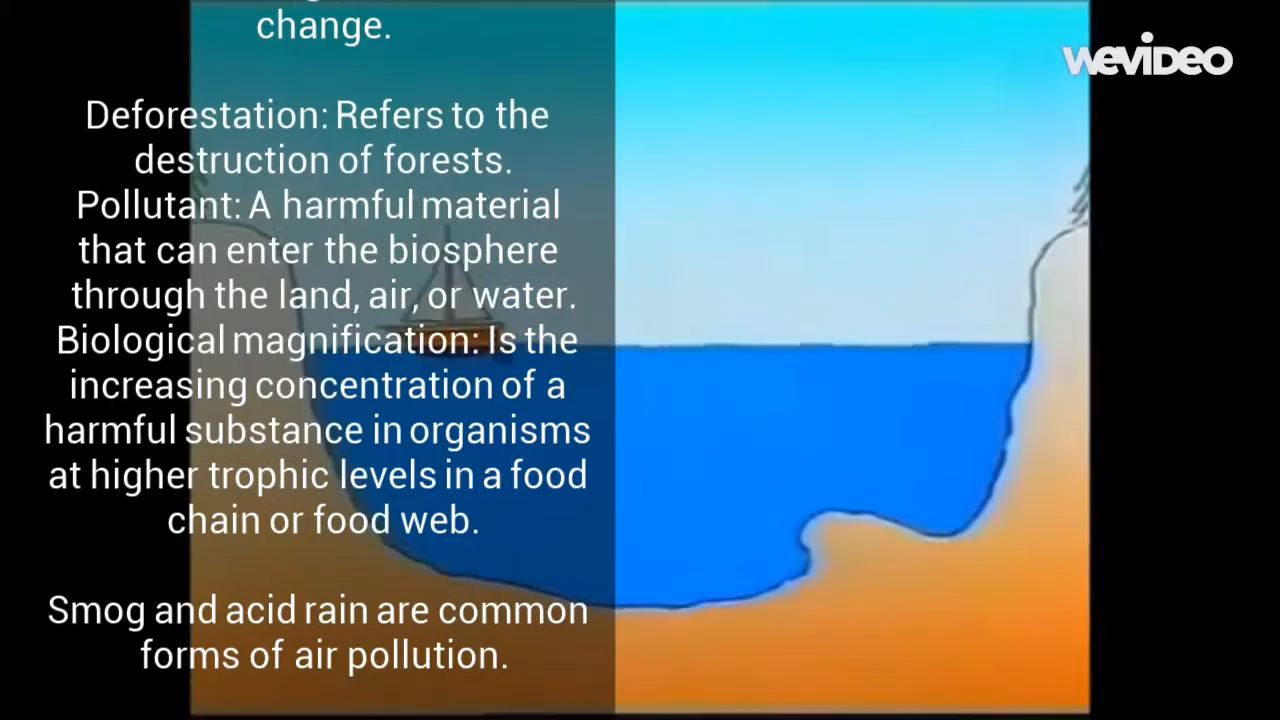 change.
WEVIDEO
Deforestation: Refers to the
destruction of forests.
Pollutant: A harmful material
that can enter the biosphere
through the land, air, or water.
Biological magnification: Is the
increasing concentration of a
harmful substance in organisms
at higher trophic levels in a food
chain or food web.
Smog and acid rain are common
forms of air pollution.